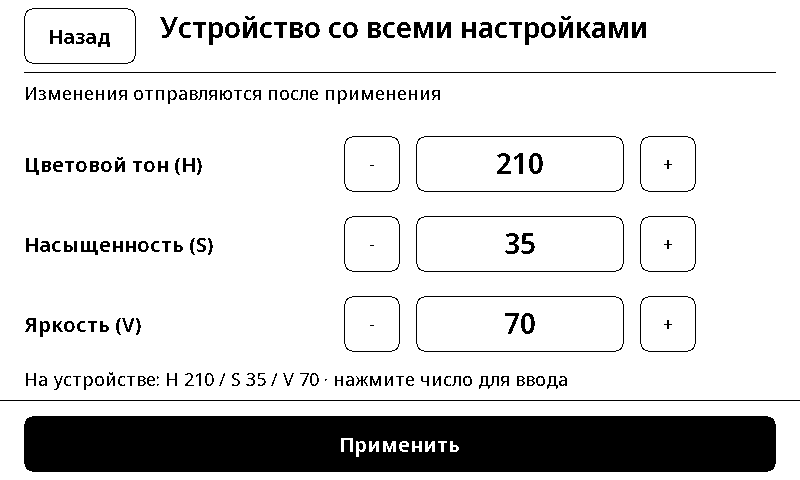 Назад
Устройство со всеми настройками
Изменения отправляются после применения
Цветовой тон (H) - 210 +
Насыщенность (S) - 35 +
Яркость (V) - 70 +
На устройстве: H 210 / S 35 / V 70 · нажмите число для ввода
Применить